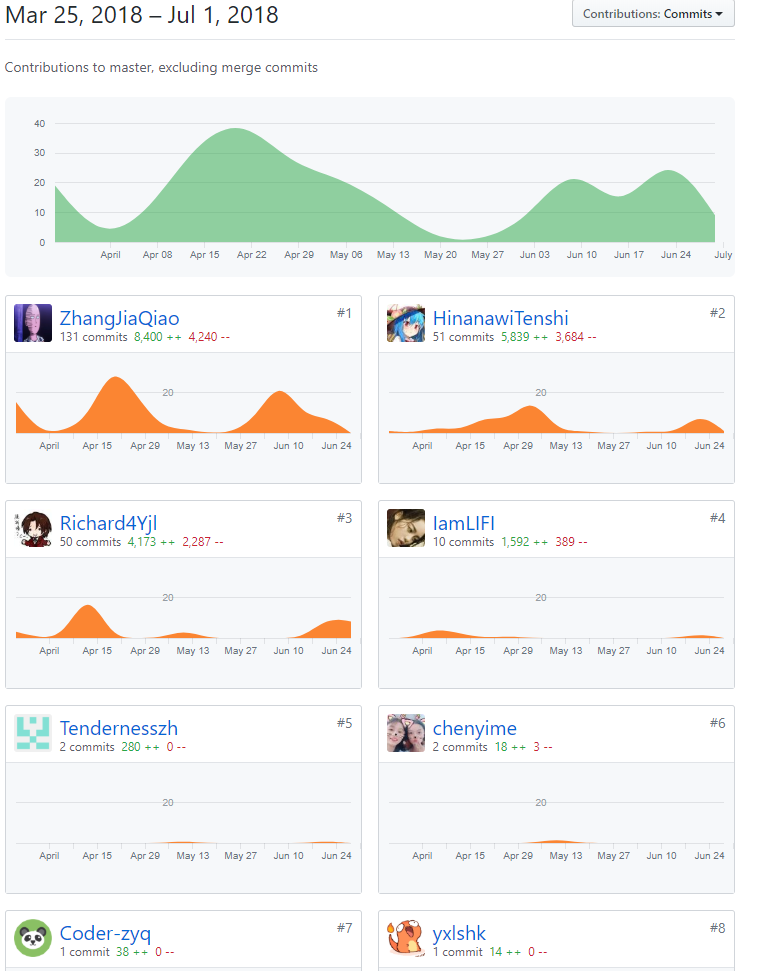 Mar 25, 2018 – Jul 1, 2018
Contributions: Commits
Contributions to master, excluding merge commits
40
30
20
10
0
April Apr 08 Apr 15 Apr 22 Apr 29 May 06 May 13 May 20 May 27 Jun 03 Jun 10 Jun 17 Jun 24 July
ZhangJiaQiao #1
131 commits 8,400 ++ 4,240 --
20
April Apr 15 Apr 29 May 13 May 27 Jun 10 Jun 24
HinanawiTenshi #2
51 commits 5,839 ++ 3,684 --
20
April Apr 15 Apr 29 May 13 May 27 Jun 10 Jun 24
Richard4Yjl #3
50 commits 4,173 ++ 2,287 --
20
April Apr 15 Apr 29 May 13 May 27 Jun 10 Jun 24
IamLIFI #4
10 commits 1,592 ++ 389 --
20
April Apr 15 Apr 29 May 13 May 27 Jun 10 Jun 24
Tendernesszh #5
2 commits 280 ++ 0 --
20
April Apr 15 Apr 29 May 13 May 27 Jun 10 Jun 24
chenyime #6
2 commits 18 ++ 3 --
20
April Apr 15 Apr 29 May 13 May 27 Jun 10 Jun 24
Coder-zyq #7
1 commit 38 ++ 0 --
yxlshk #8
1 commit 14 ++ 0 --